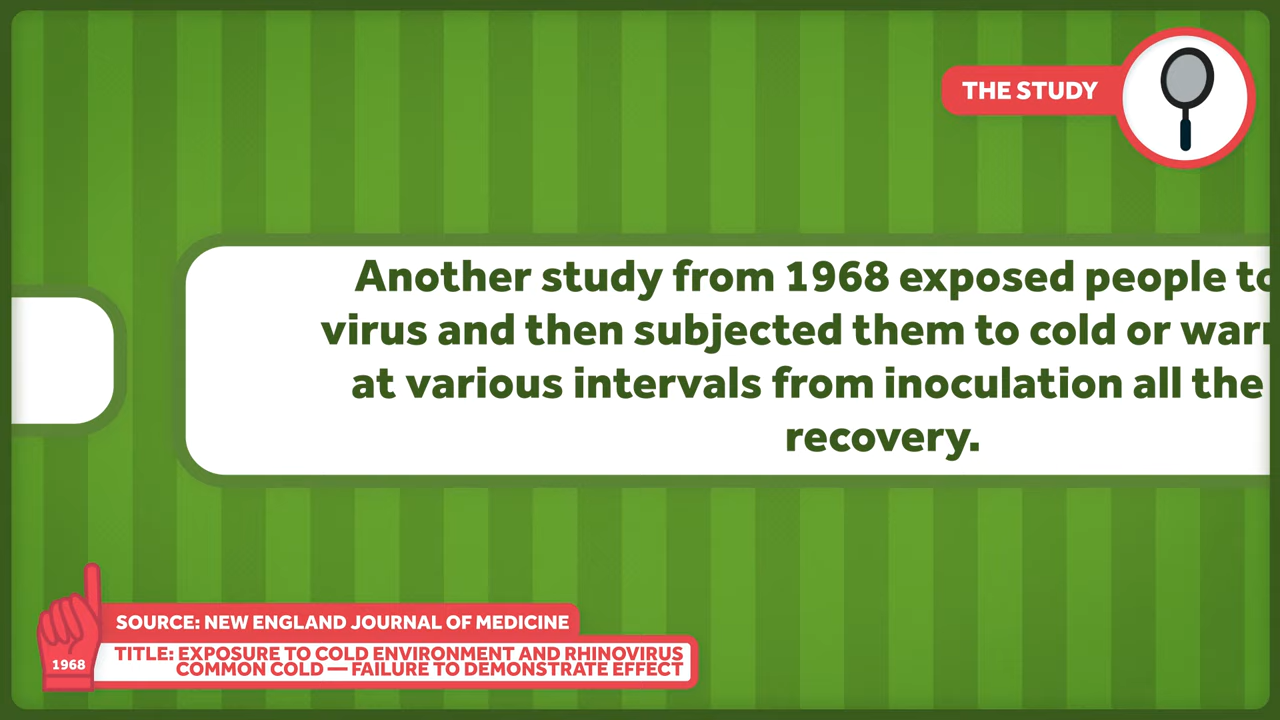 THE STUDY
Another study from 1968 exposed people to
virus and then subjected them to cold or
at various intervals from inoculation all the
recovery.
SOURCE: NEW ENGLAND JOURNAL OF MEDICINE
1968
TITLE: EXPOSURE TO COLD ENVIRONMENT AND RHINOVIRUS
COMMON COLD — FAILURE TO DEMONSTRATE EFFECT